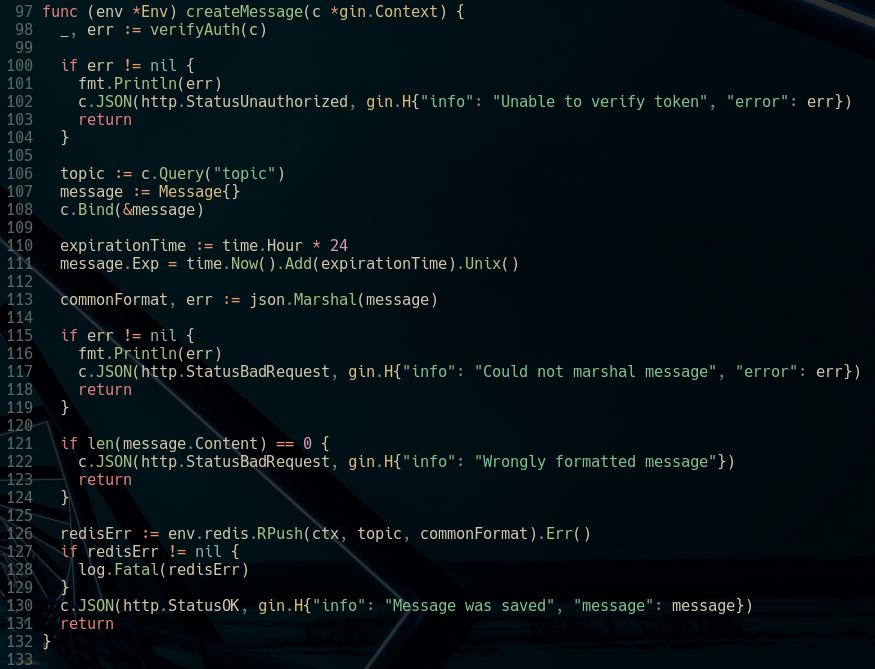 97 func (env *Env) createMessage(c *gin.Context) {
98   _, err := verifyAuth(c)
99
100   if err != nil {
101     fmt.Println(err)
102     c.JSON(http.StatusUnauthorized, gin.H{"info": "Unable to verify token", "error": err})
103     return
104   }
105
106   topic := c.Query("topic")
107   message := Message{}
108   c.Bind(&message)
109
110   expirationTime := time.Hour * 24
111   message.Exp = time.Now().Add(expirationTime).Unix()
112
113   commonFormat, err := json.Marshal(message)
114
115   if err != nil {
116     fmt.Println(err)
117     c.JSON(http.StatusBadRequest, gin.H{"info": "Could not marshal message", "error": err})
118     return
119   }
120
121   if len(message.Content) == 0 {
122     c.JSON(http.StatusBadRequest, gin.H{"info": "Wrongly formatted message"})
123     return
124   }
125
126   redisErr := env.redis.RPush(ctx, topic, commonFormat).Err()
127   if redisErr != nil {
128     log.Fatal(redisErr)
129   }
130   c.JSON(http.StatusOK, gin.H{"info": "Message was saved", "message": message})
131   return
132 }
133